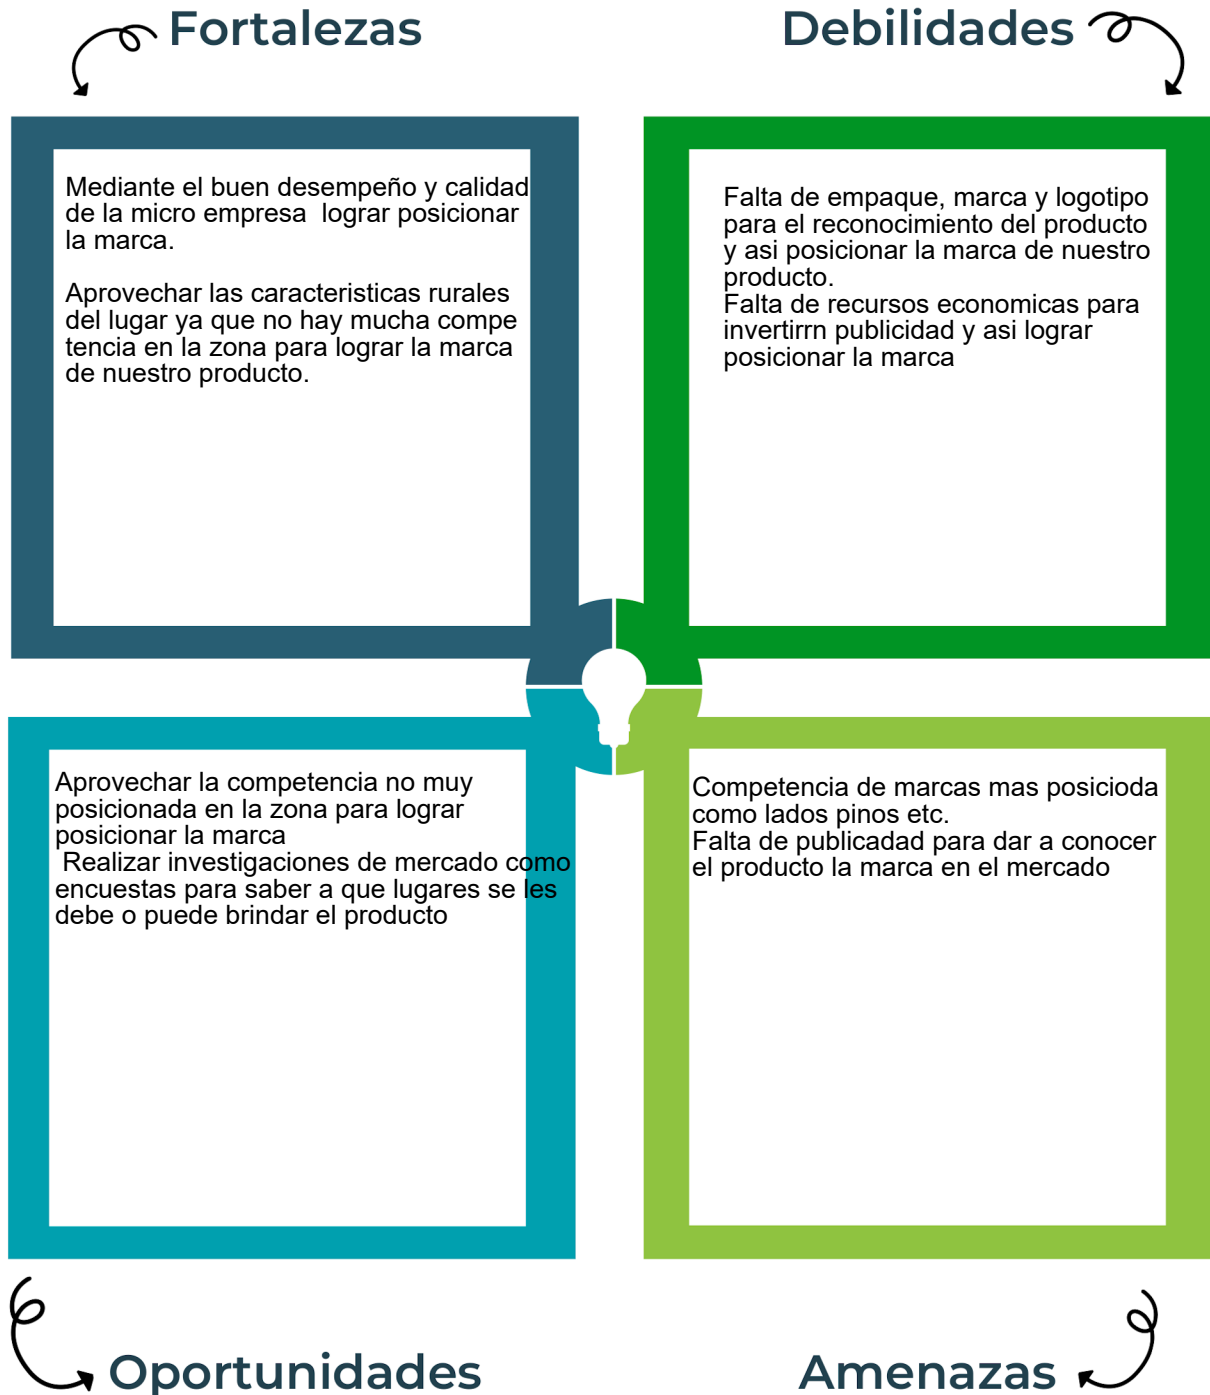 Fortalezas
Mediante el buen desempeño y calidad
de la micro empresa  lograr posicionar
la marca.
Aprovechar las caracteristicas rurales
del lugar ya que no hay mucha compe
tencia en la zona para lograr la marca
de nuestro producto.
Debilidades
Falta de empaque, marca y logotipo
para el reconocimiento del producto
y asi posicionar la marca de nuestro
producto.
Falta de recursos economicas para
invertirrn publicidad y asi lograr
posicionar la marca
Aprovechar la competencia no muy
posicionada en la zona para lograr
posicionar la marca
Realizar investigaciones de mercado como
encuestas para saber a que lugares se les
debe o puede brindar el producto
Oportunidades
Competencia de marcas mas posicioda
como lados pinos etc.
Falta de publicadad para dar a conocer
el producto la marca en el mercado
Amenazas